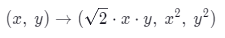 (x, y) → (√2 · x · y, x², y²)